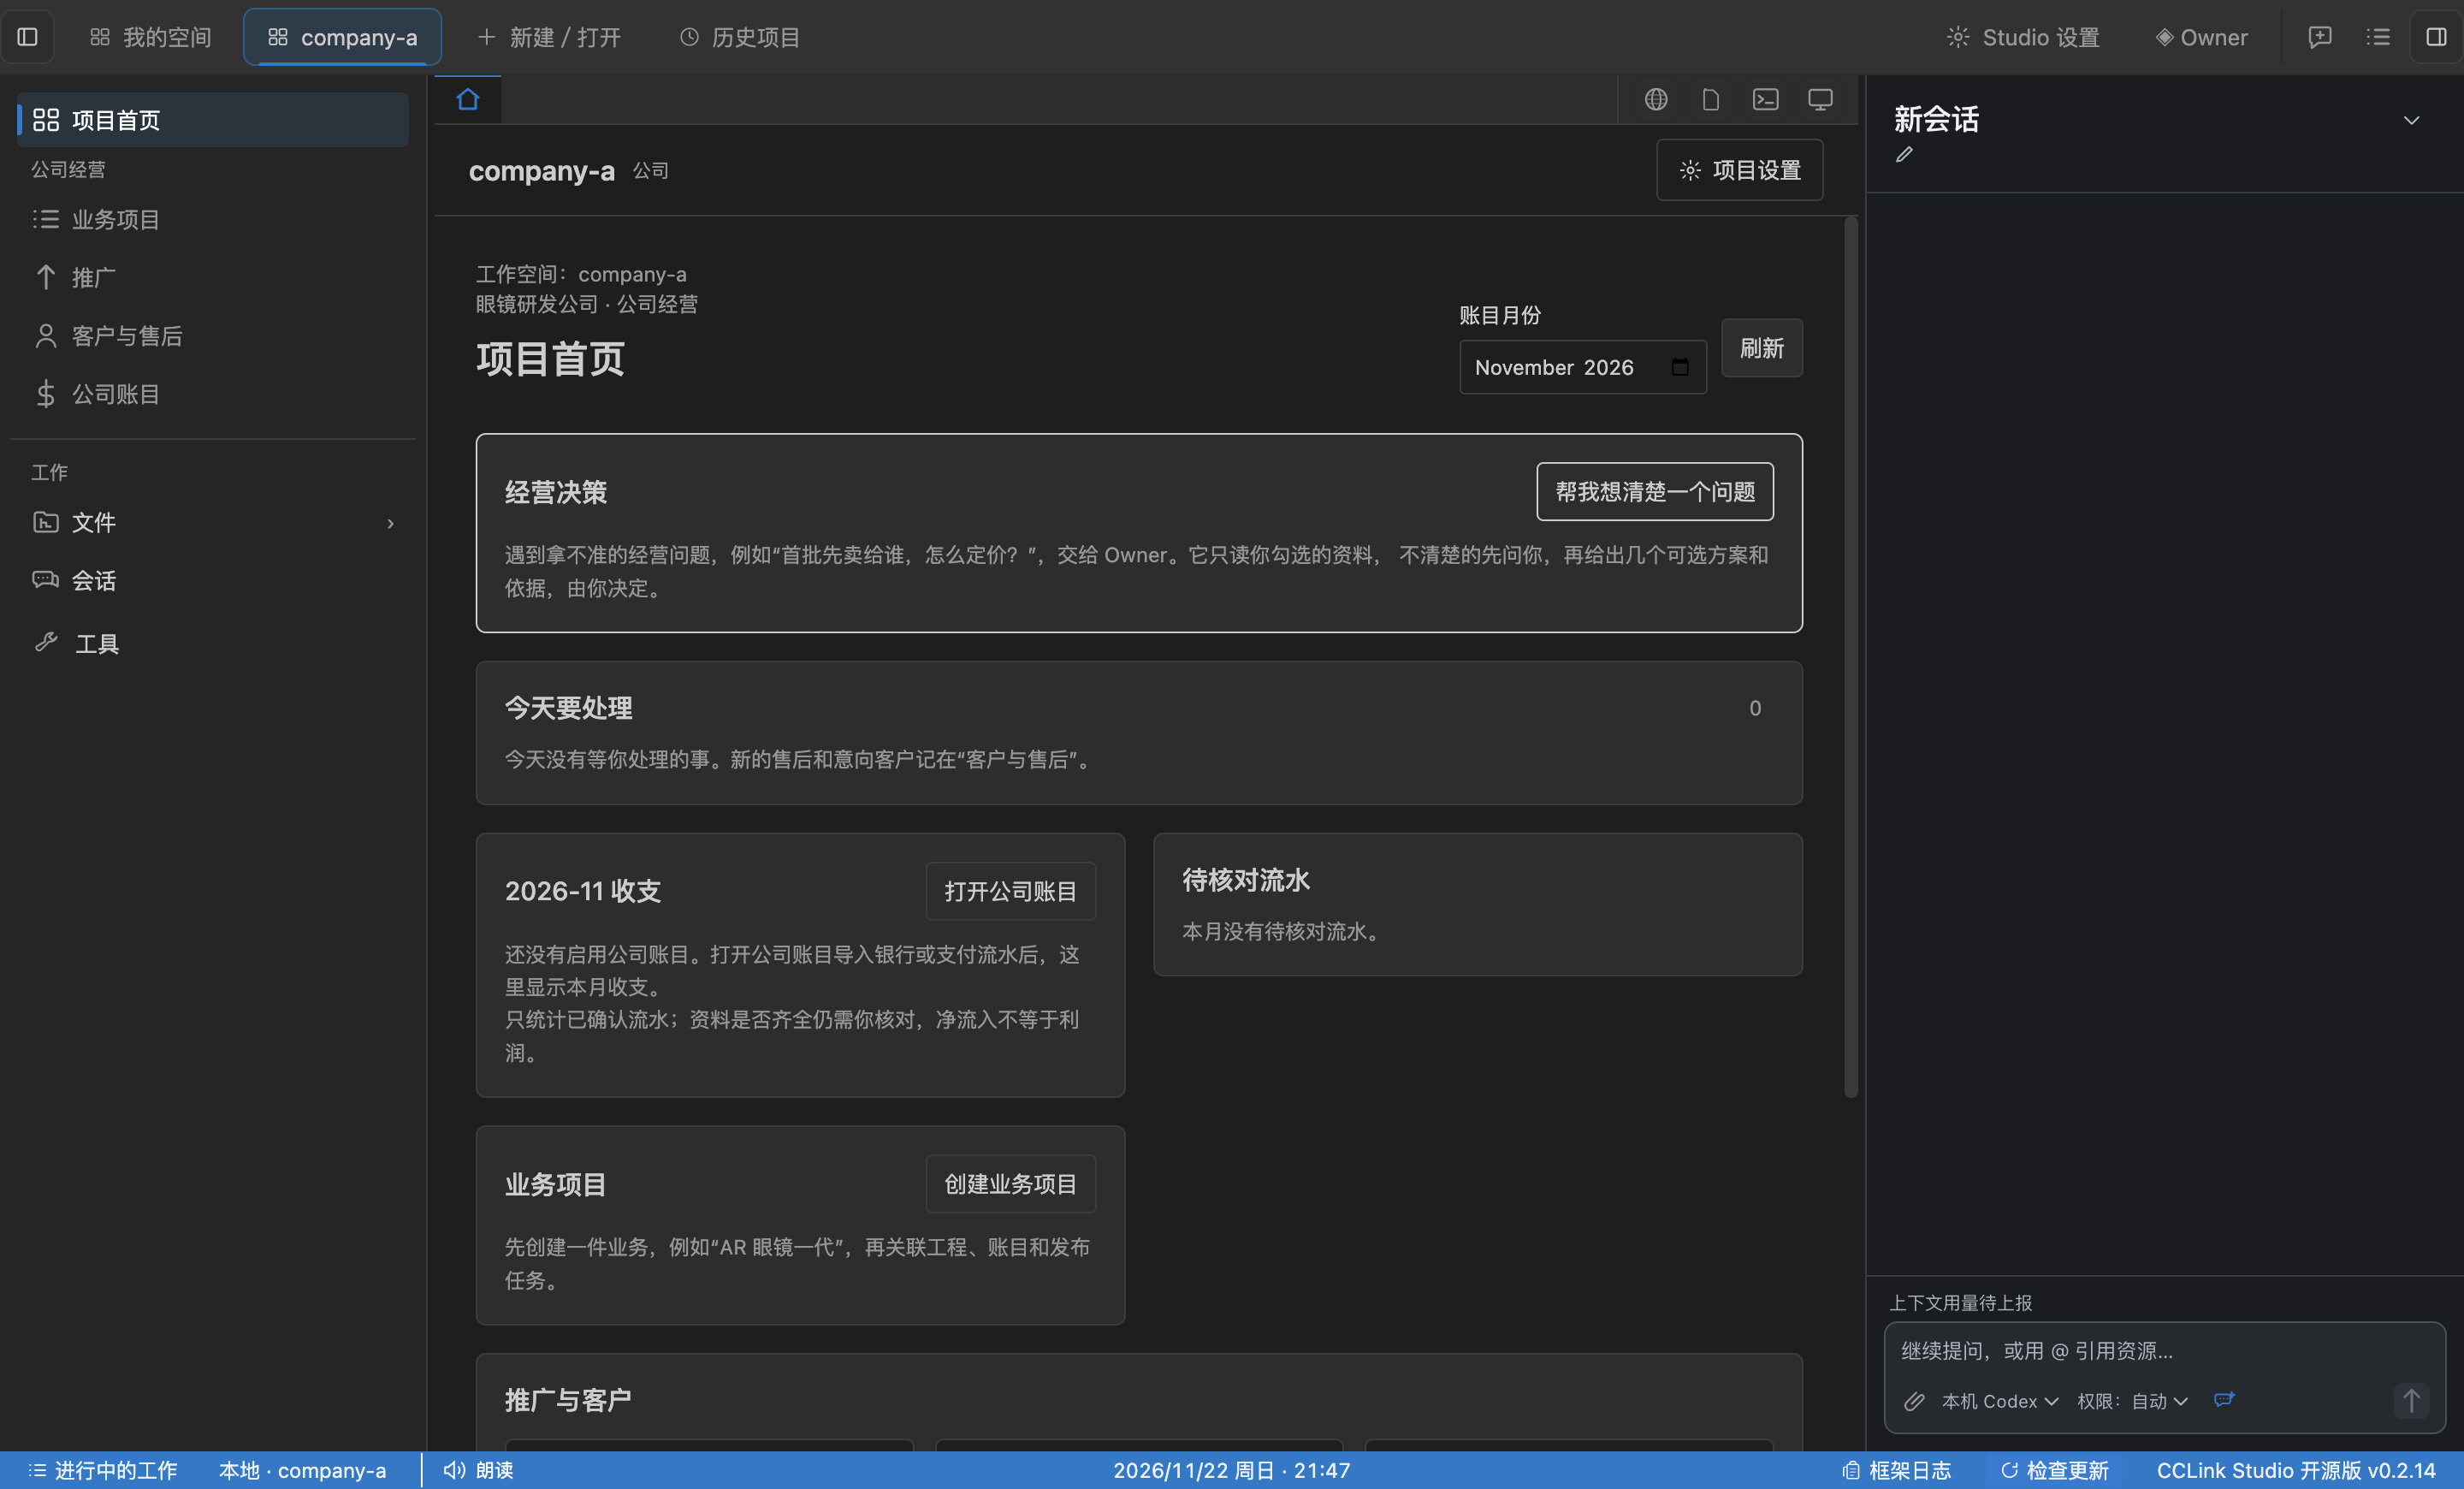 我的空间
company-a
新建 / 打开
历史项目
Studio 设置
Owner
项目首页
公司经营
业务项目
推广
客户与售后
公司账目
工作
文件
会话
工具
company-a 公司
项目设置
工作空间：company-a
眼镜研发公司 · 公司经营
项目首页
账目月份
November 2026
刷新
经营决策
帮我想清楚一个问题
遇到拿不准的经营问题，例如“首批先卖给谁，怎么定价？”，交给 Owner。它只读你勾选的资料， 不清楚的先问你，再给出几个可选方案和
依据，由你决定。
今天要处理
0
今天没有等你处理的事。新的售后和意向客户记在“客户与售后”。
2026-11 收支
打开公司账目
还没有启用公司账目。打开公司账目导入银行或支付流水后，这
里显示本月收支。
只统计已确认流水；资料是否齐全仍需你核对，净流入不等于利
润。
待核对流水
本月没有待核对流水。
业务项目
创建业务项目
先创建一件业务，例如“AR 眼镜一代”，再关联工程、账目和发布
任务。
推广与客户
新会话
上下文用量待上报
继续提问，或用 @ 引用资源...
本机 Codex
权限：自动
进行中的工作
本地 · company-a
朗读
2026/11/22 周日 · 21:47
框架日志
检查更新
CCLink Studio 开源版 v0.2.14